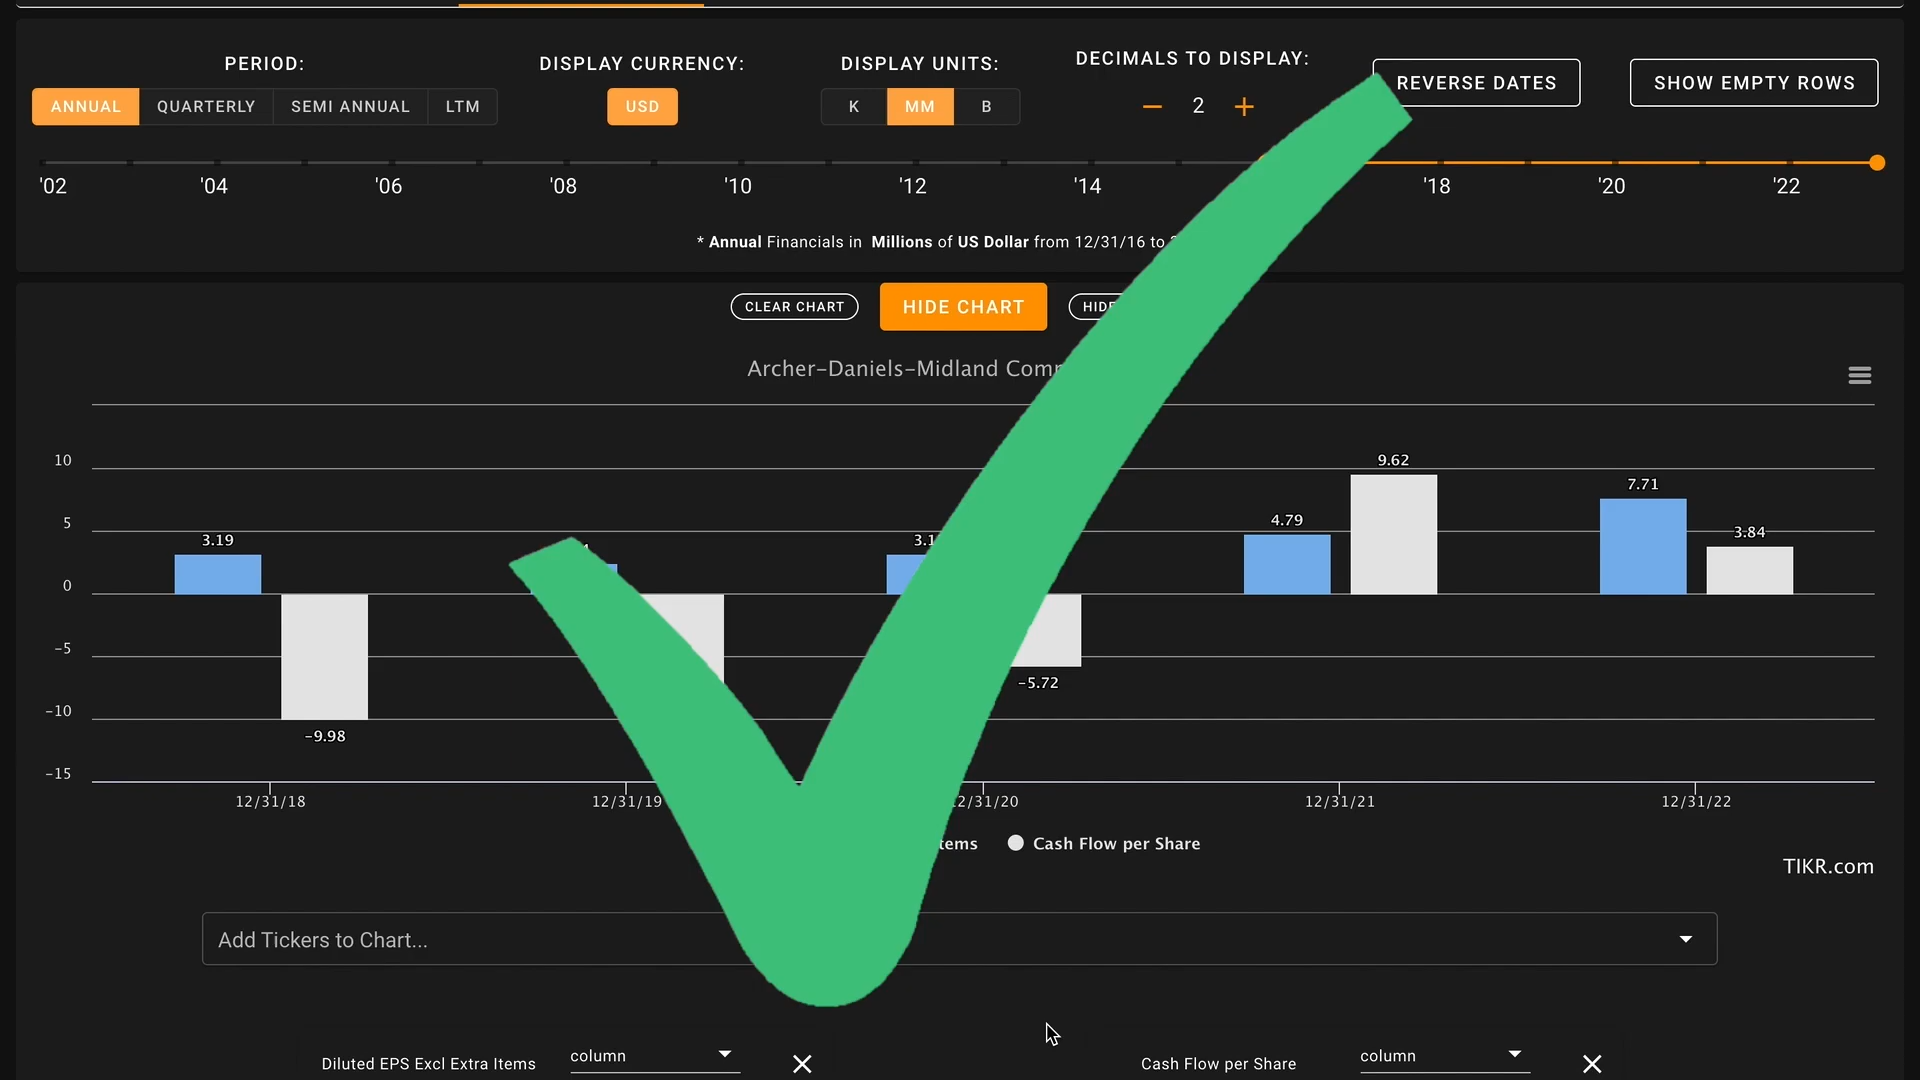 PERIOD:
DISPLAY CURRENCY:
DISPLAY UNITS:
DECIMALS TO DISPLAY:
REVERSE DATES
SHOW EMPTY ROWS
ANNUAL
QUARTERLY
SEMI ANNUAL
LTM
USD
K
MM
B
2
'02
'04
'06
'08
'10
'12
'14
'18
'20
'22
* Annual Financials in Millions of US Dollar from 12/31/16 to
CLEAR CHART
HIDE CHART
HIDE
Archer-Daniels-Midland
10
5
0
-5
-10
-15
3.19
-9.98
-5.72
4.79
9.62
7.71
3.84
12/31/18
12/31/19
12/31/21
12/31/22
Cash Flow per Share
TIKR.com
Add Tickers to Chart...
Diluted EPS Excl Extra Items
column
Cash Flow per Share
column